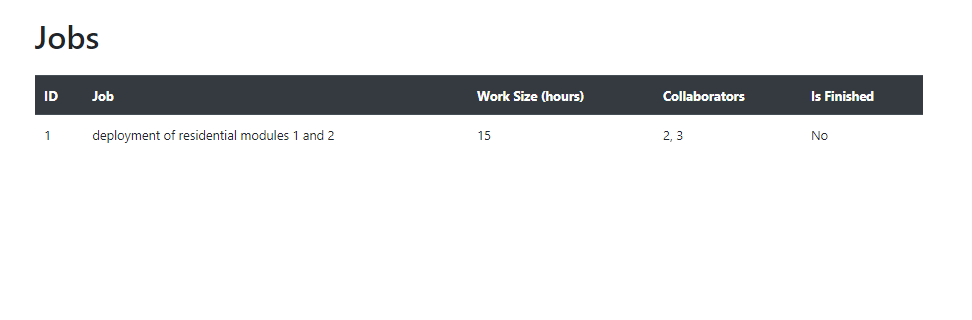 Jobs
ID Job Work Size (hours) Collaborators Is Finished
1 deployment of residential modules 1 and 2 15 2, 3 No